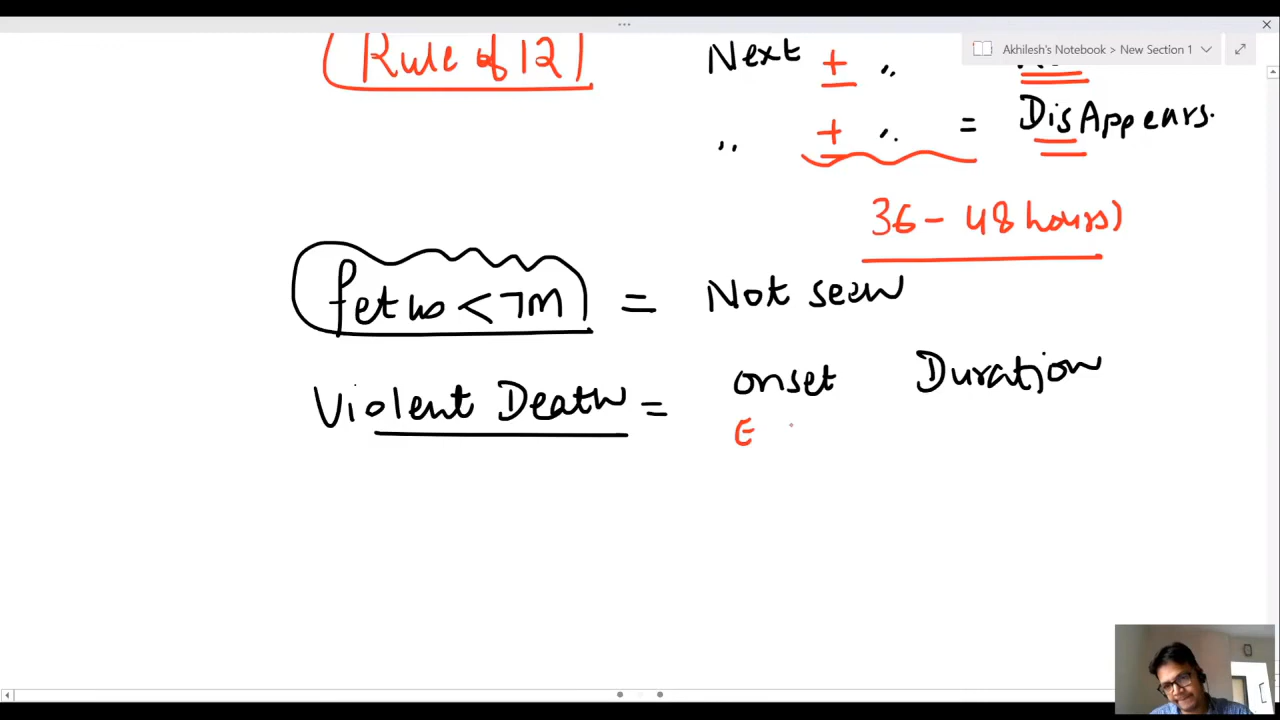 Akhilesh's Notebook > New Section 1
Rule of 12
Next + ,,
,, + ,, = DisAppears.
36 - 48 hours)
fetus < 7M = Not seen
Violent Death = onset Duration
E